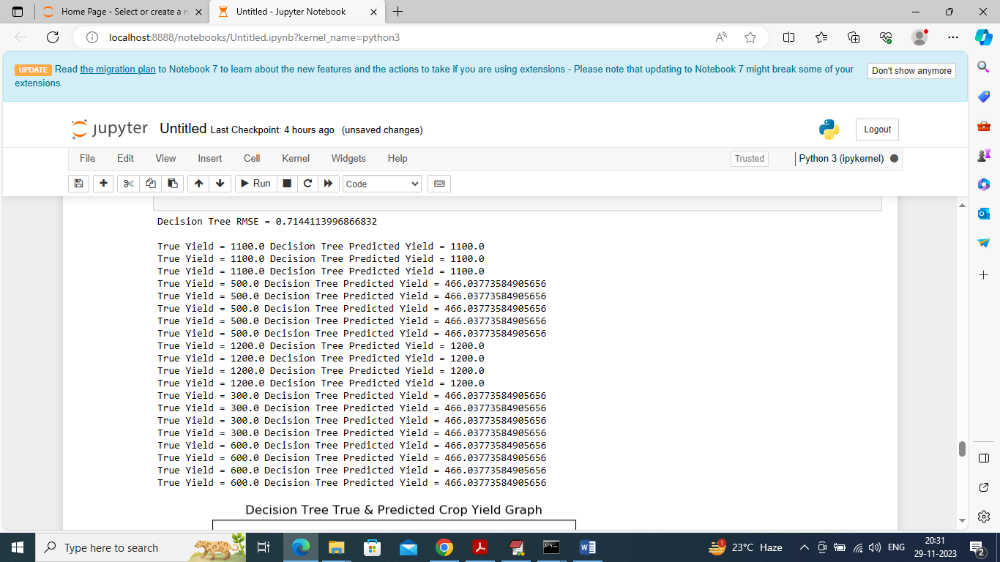 Home Page - Select or create a n
Untitled - Jupyter Notebook
localhost:8888/notebooks/Untitled.ipynb?kernel_name=python3
UPDATE Read the migration plan to Notebook 7 to learn about the new features and the actions to take if you are using extensions - Please note that updating to Notebook 7 might break some of your
extensions.
Don't show anymore
jupyter Untitled Last Checkpoint: 4 hours ago (unsaved changes)
Logout
File Edit View Insert Cell Kernel Widgets Help
Trusted
Python 3 (ipykernel)
Run
Code
Decision Tree RMSE = 0.7144113996866832
True Yield = 1100.0 Decision Tree Predicted Yield = 1100.0
True Yield = 1100.0 Decision Tree Predicted Yield = 1100.0
True Yield = 1100.0 Decision Tree Predicted Yield = 1100.0
True Yield = 500.0 Decision Tree Predicted Yield = 466.03773584905656
True Yield = 500.0 Decision Tree Predicted Yield = 466.03773584905656
True Yield = 500.0 Decision Tree Predicted Yield = 466.03773584905656
True Yield = 500.0 Decision Tree Predicted Yield = 466.03773584905656
True Yield = 500.0 Decision Tree Predicted Yield = 466.03773584905656
True Yield = 1200.0 Decision Tree Predicted Yield = 1200.0
True Yield = 1200.0 Decision Tree Predicted Yield = 1200.0
True Yield = 1200.0 Decision Tree Predicted Yield = 1200.0
True Yield = 1200.0 Decision Tree Predicted Yield = 1200.0
True Yield = 300.0 Decision Tree Predicted Yield = 466.03773584905656
True Yield = 300.0 Decision Tree Predicted Yield = 466.03773584905656
True Yield = 300.0 Decision Tree Predicted Yield = 466.03773584905656
True Yield = 300.0 Decision Tree Predicted Yield = 466.03773584905656
True Yield = 600.0 Decision Tree Predicted Yield = 466.03773584905656
True Yield = 600.0 Decision Tree Predicted Yield = 466.03773584905656
True Yield = 600.0 Decision Tree Predicted Yield = 466.03773584905656
True Yield = 600.0 Decision Tree Predicted Yield = 466.03773584905656
Decision Tree True & Predicted Crop Yield Graph
Type here to search
1
23°C Haze
ENG
20:31
29-11-2023
2